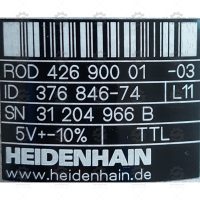 ROD 426 900 01 -03
ID 376 846-74 L11
SN 31 204 966 B
5V+-10% TTL
HEIDENHAIN
www.heidenhain.de